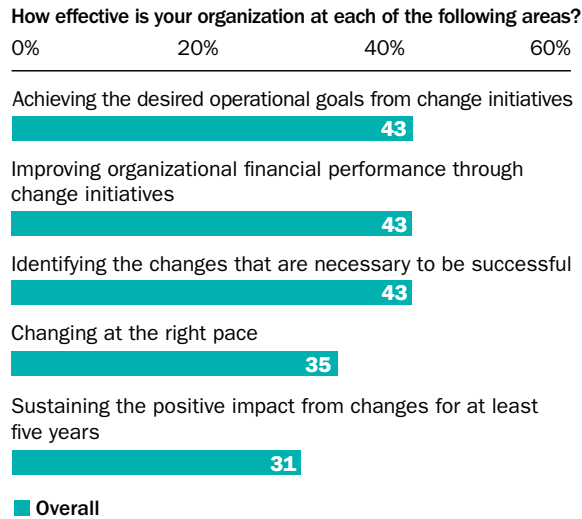 How effective is your organization at each of the following areas?
0% 20% 40% 60%
Achieving the desired operational goals from change initiatives
43
Improving organizational financial performance through
change initiatives
43
Identifying the changes that are necessary to be successful
43
Changing at the right pace
35
Sustaining the positive impact from changes for at least
five years
31
Overall